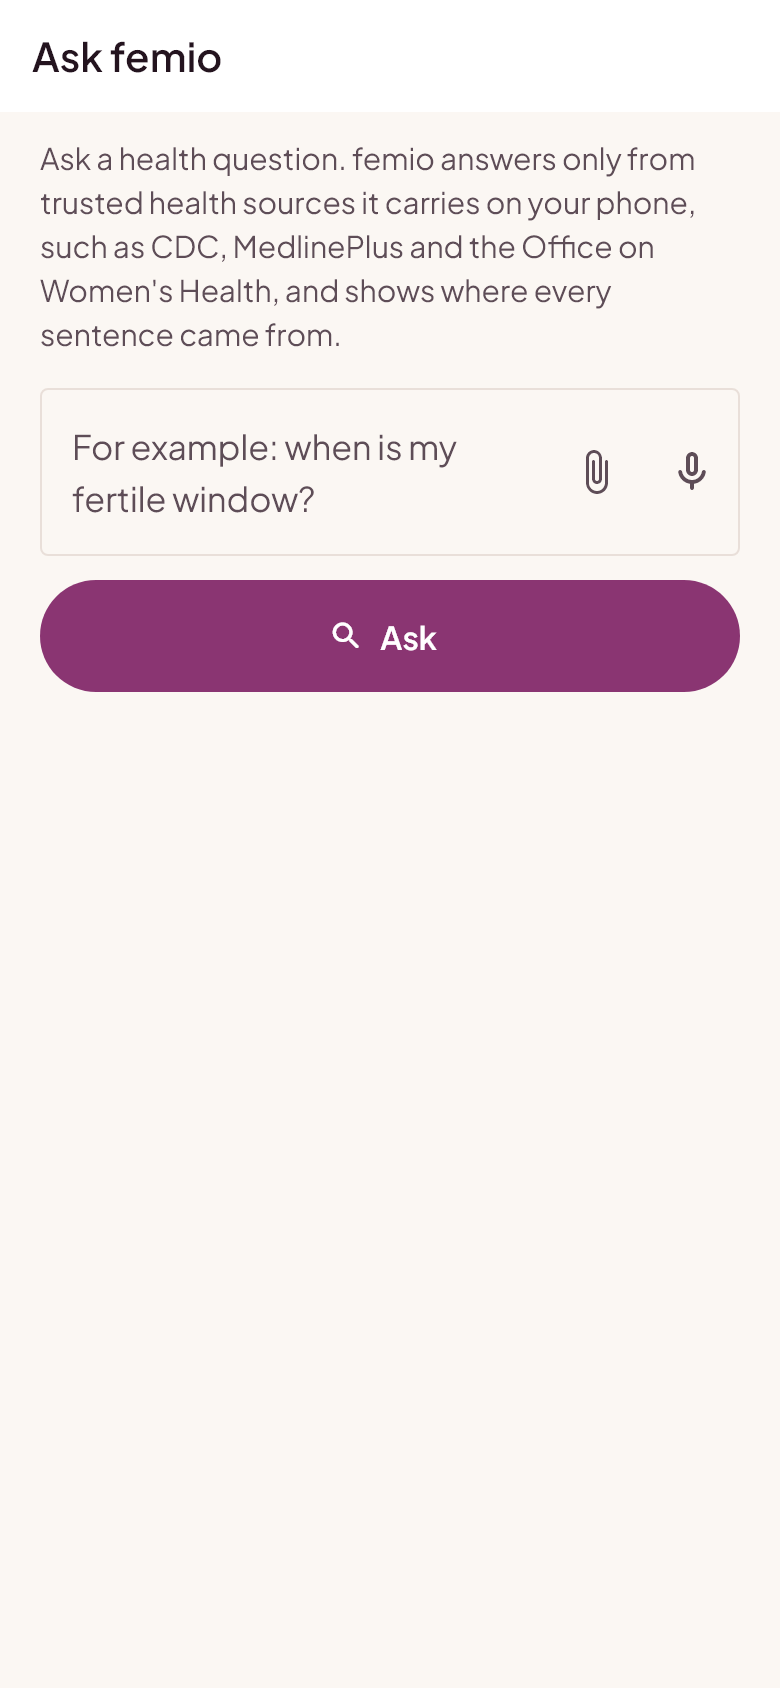 Ask femio
Ask a health question. femio answers only from
trusted health sources it carries on your phone,
such as CDC, MedlinePlus and the Office on
Women's Health, and shows where every
sentence came from.
For example: when is my
fertile window?
Ask